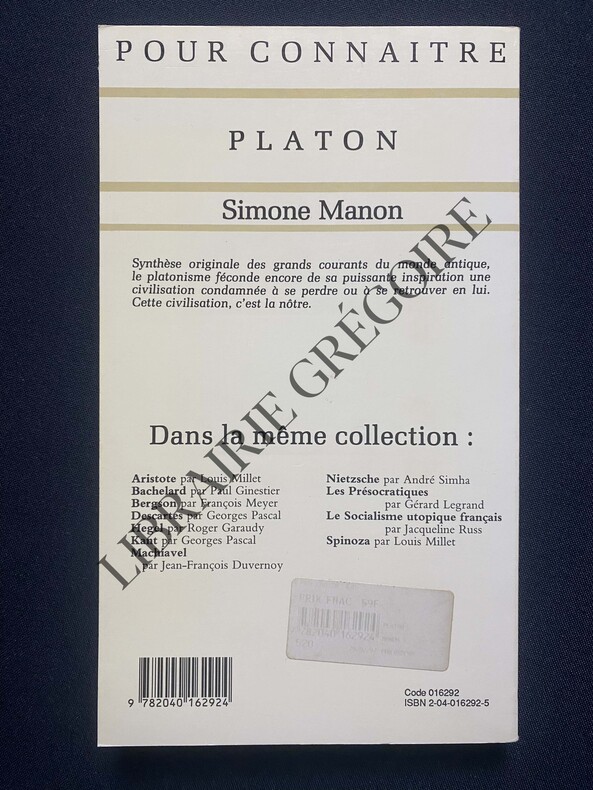 POUR CONNAITRE
PLATON
Simone Manon
Synthèse originale des grands courants du monde antique,
le platonisme féconde encore de sa puissante inspiration une
civilisation condamnée à se perdre ou à se retrouver en lui.
Cette civilisation, c'est la nôtre.
LIBRAIRIE GRÉGOIRE
Dans la même collection :
Aristote par Louis Millet
Bachelard par Paul Ginestier
Bergson par François Meyer
Descartes par Georges Pascal
Hegel par Roger Garaudy
Kant par Georges Pascal
Machiavel
par Jean-François Duvernoy
Nietzsche par André Simha
Les Présocratiques
par Gérard Legrand
Le Socialisme utopique français
par Jacqueline Russ
Spinoza par Louis Millet
PRIX FNAC
9782040162924
9 782040 162924
Code 016292
ISBN 2-04-016292-5